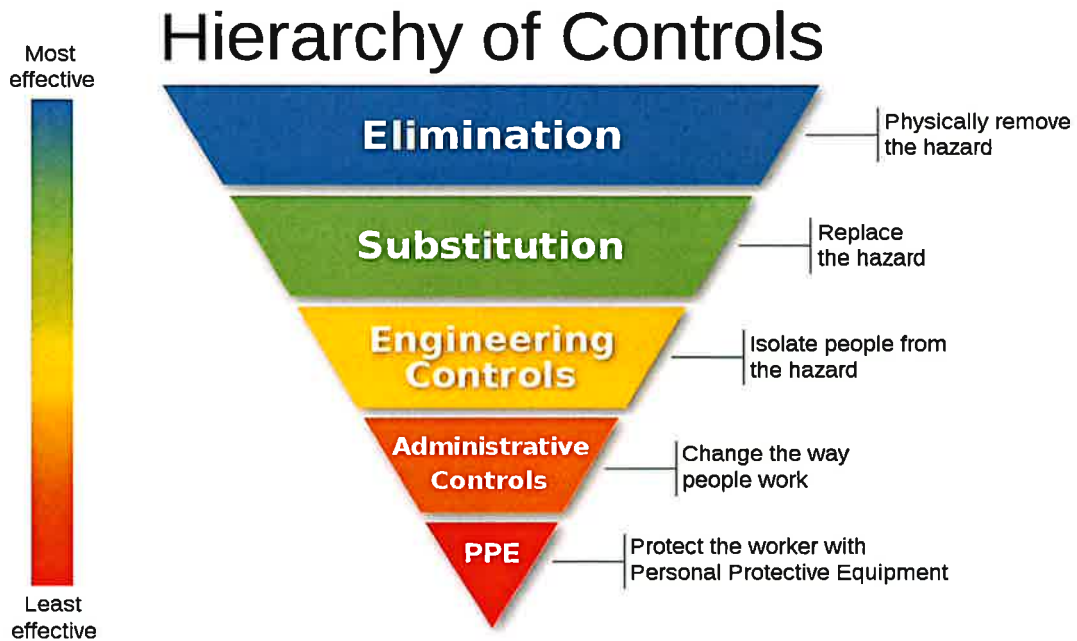 Hierarchy of Controls
Most
effective
Elimination
Physically remove
the hazard
Substitution
Replace
the hazard
Engineering
Controls
Isolate people from
the hazard
Administrative
Controls
Change the way
people work
PPE
Protect the worker with
Personal Protective Equipment
Least
effective